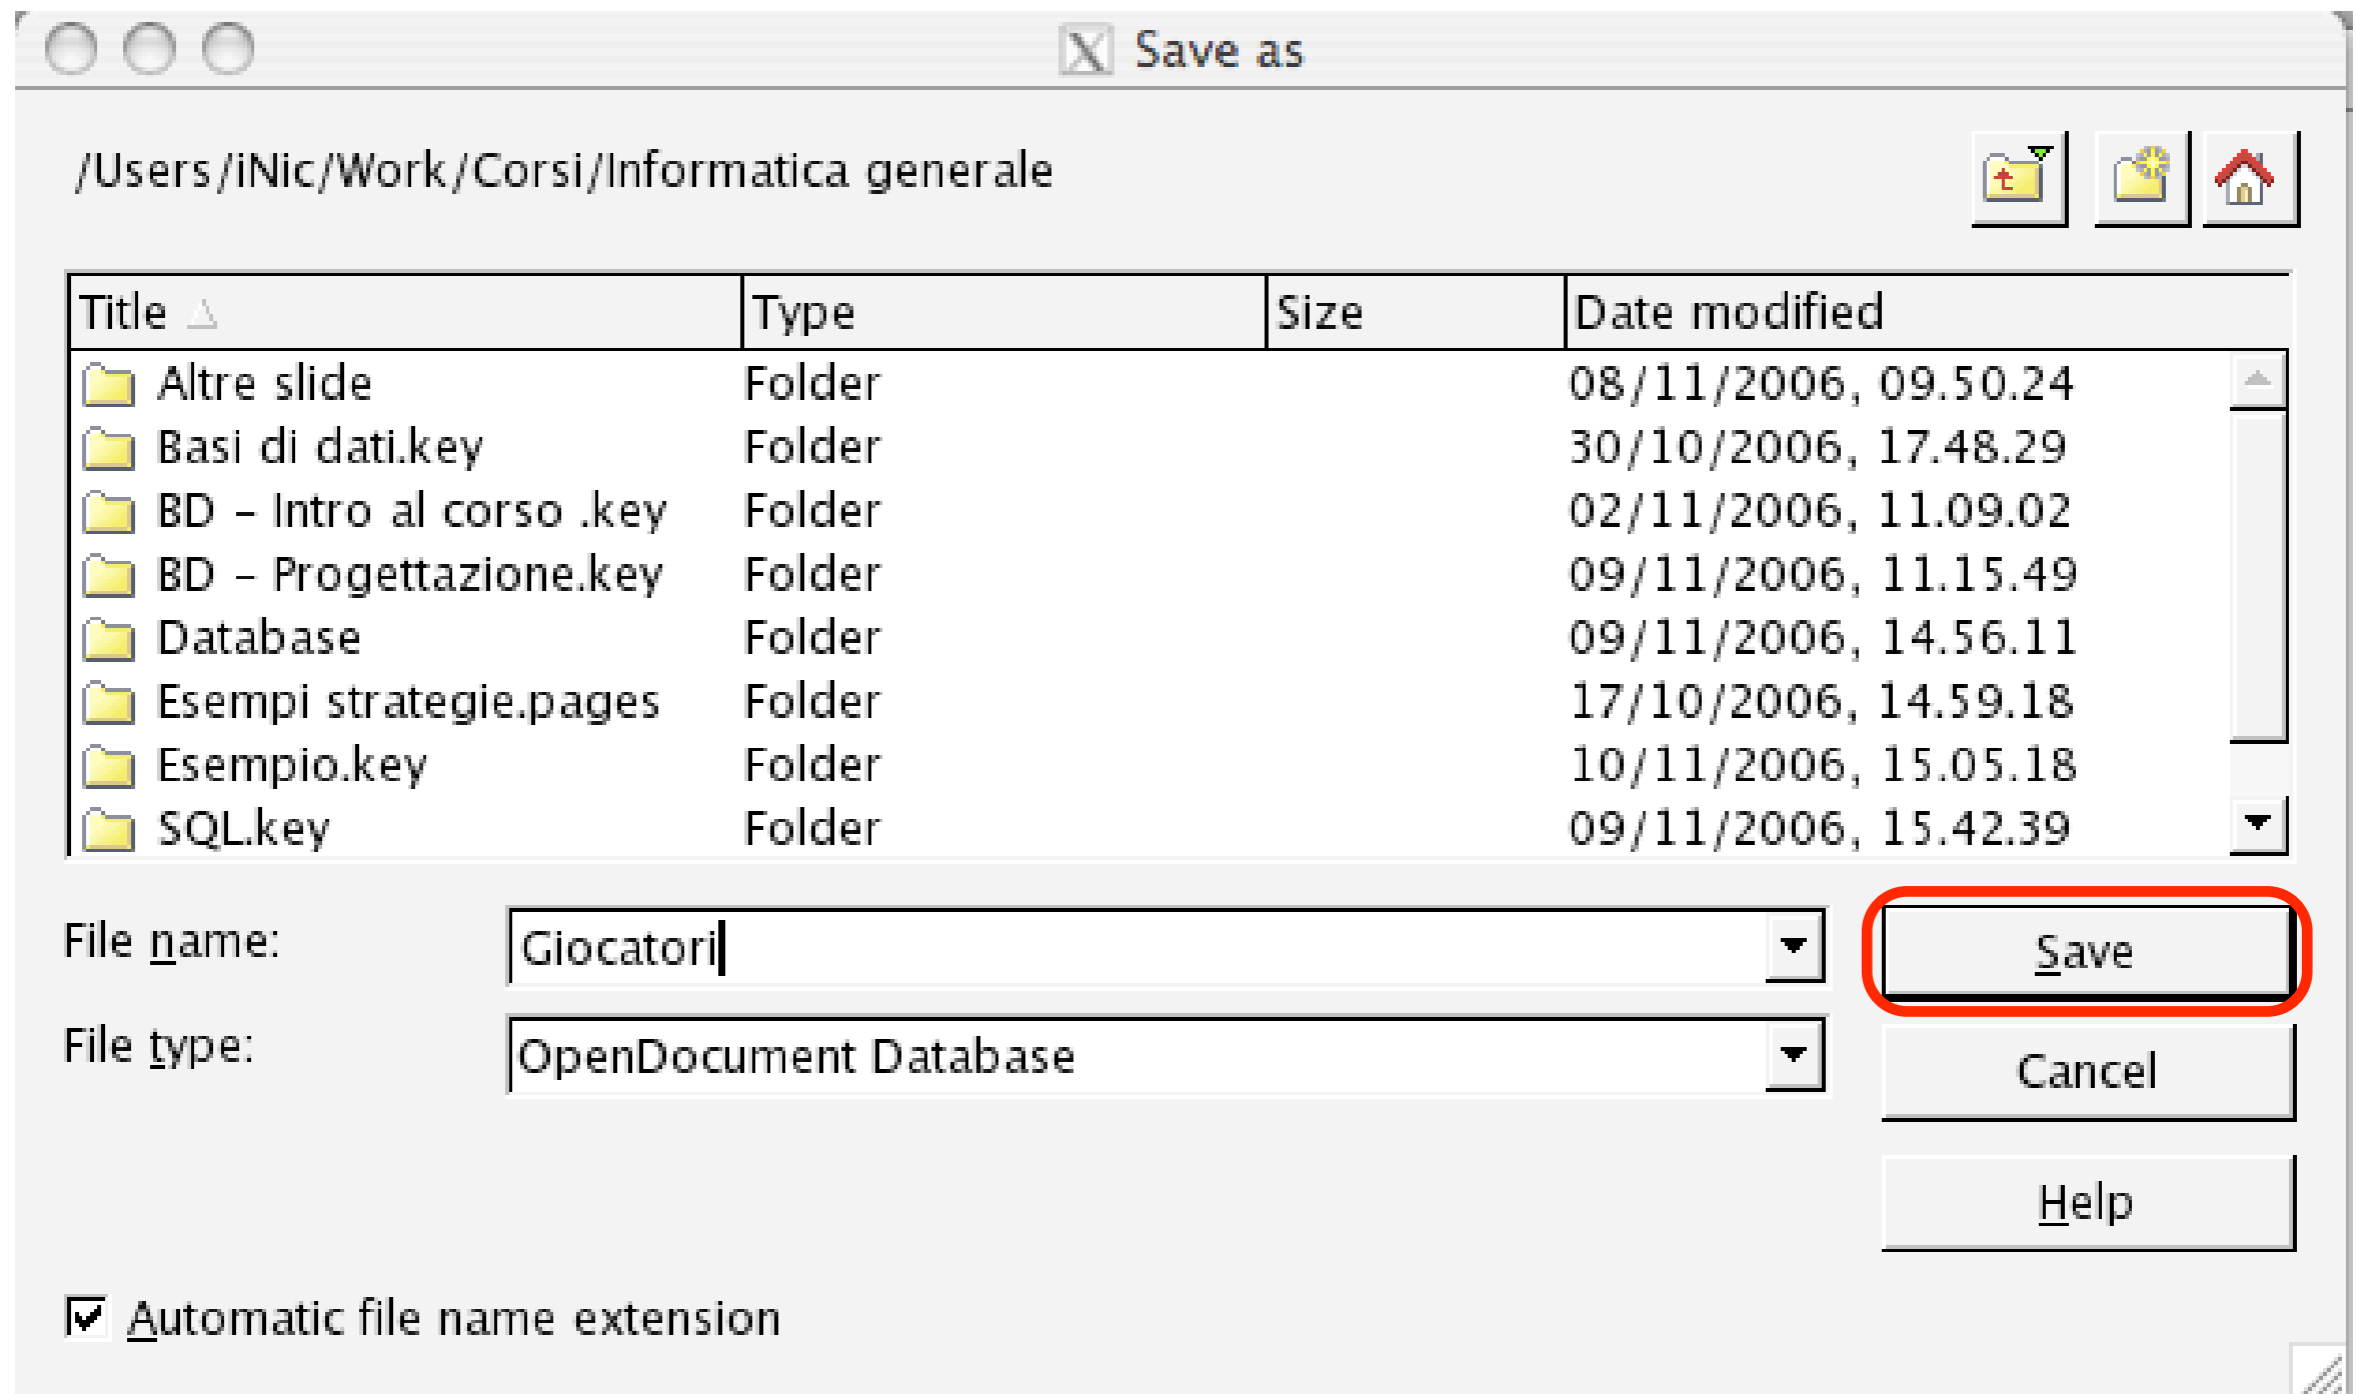 Save as
/Users/iNic/Work/Corsi/Informatica generale
Title Type Size Date modified
Altre slide Folder 08/11/2006, 09.50.24
Basi di dati.key Folder 30/10/2006, 17.48.29
BD – Intro al corso .key Folder 02/11/2006, 11.09.02
BD – Progettazione.key Folder 09/11/2006, 11.15.49
Database Folder 09/11/2006, 14.56.11
Esempi strategie.pages Folder 17/10/2006, 14.59.18
Esempio.key Folder 10/11/2006, 15.05.18
SQL.key Folder 09/11/2006, 15.42.39
File name: Giocatori Save
File type: OpenDocument Database
Cancel
Help
Automatic file name extension